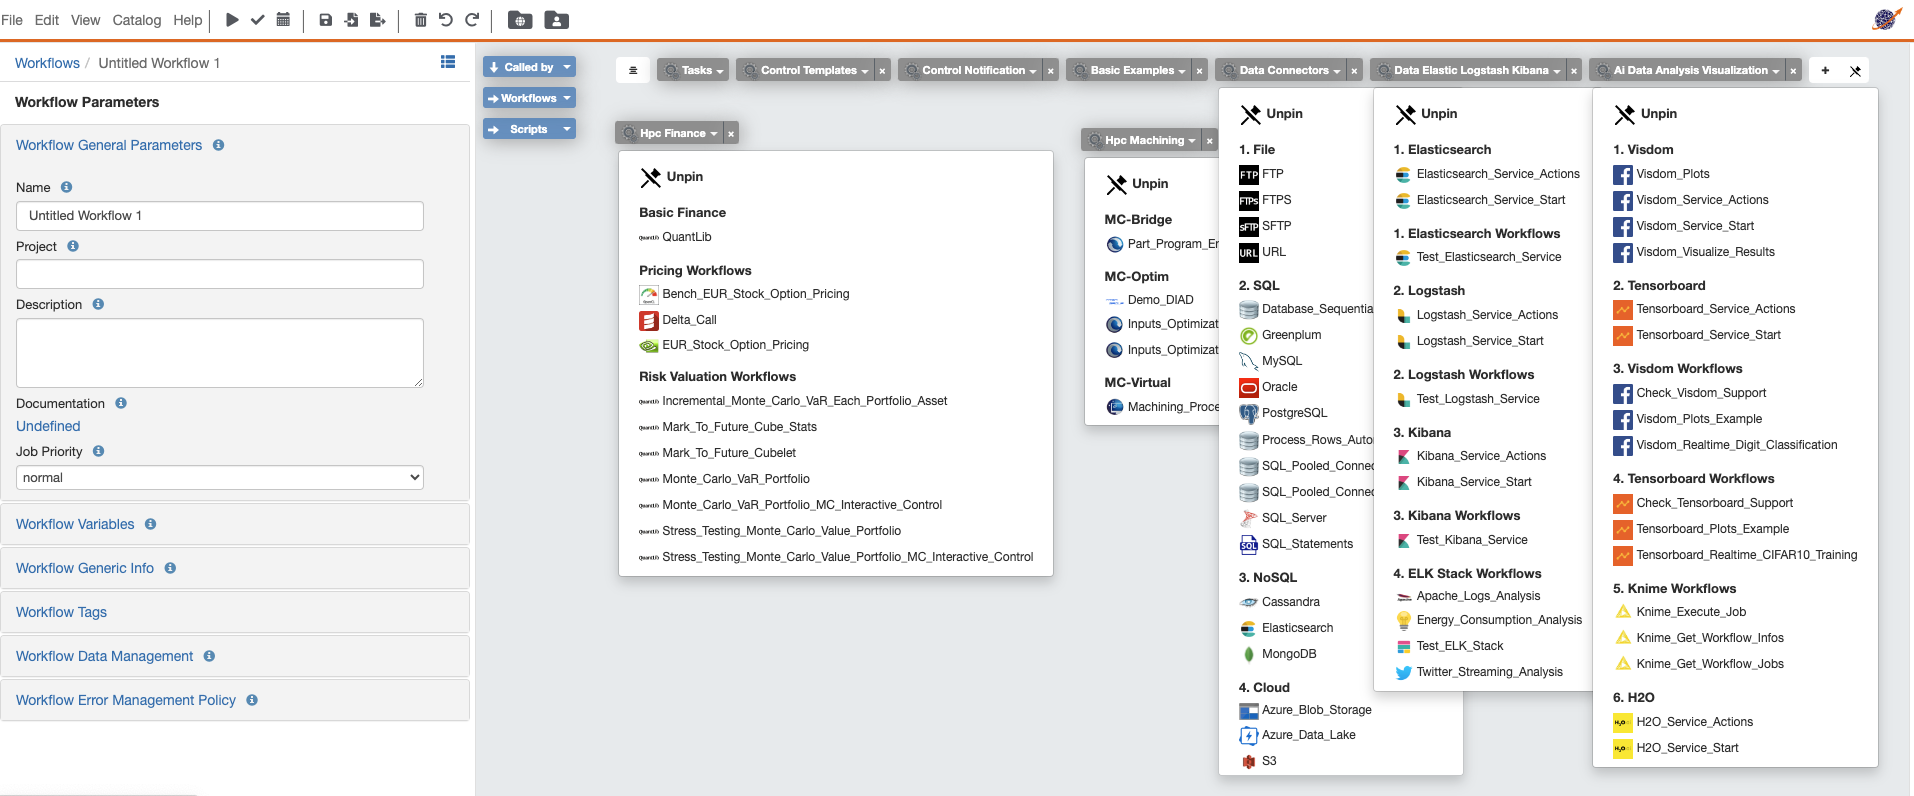 File Edit View Catalog Help
Workflows / Untitled Workflow 1
Workflow Parameters
Workflow General Parameters
Name
Untitled Workflow 1
Project
Description
Documentation
Undefined
Job Priority
normal
Workflow Variables
Workflow Generic Info
Workflow Tags
Workflow Data Management
Workflow Error Management Policy
Called by
Workflows
Scripts
Tasks Control Templates × Control Notification × Basic Examples × Data Connectors × Data Elastic Logstash Kibana × Ai Data Analysis Visualization × +
Hpc Finance ×
Unpin
Basic Finance
QuantLib
Pricing Workflows
Bench_EUR_Stock_Option_Pricing
Delta_Call
EUR_Stock_Option_Pricing
Risk Valuation Workflows
Incremental_Monte_Carlo_VaR_Each_Portfolio_Asset
Mark_To_Future_Cube_Stats
Mark_To_Future_Cubelet
Monte_Carlo_VaR_Portfolio
Monte_Carlo_VaR_Portfolio_MC_Interactive_Control
Stress_Testing_Monte_Carlo_Value_Portfolio
Stress_Testing_Monte_Carlo_Value_Portfolio_MC_Interactive_Control
Hpc Machining ×
Unpin
MC-Bridge
Part_Program_Er
MC-Optim
Demo_DIAD
Inputs_Optimizat
Inputs_Optimizat
MC-Virtual
Machining_Proce
Unpin
1. File
FTP FTP
FTPs FTPS
sFTP SFTP
URL URL
2. SQL
Database_Sequentia
Greenplum
MySQL
Oracle
PostgreSQL
Process_Rows_Auto
SQL_Pooled_Connec
SQL_Pooled_Connec
SQL_Server
SQL SQL_Statements
3. NoSQL
Cassandra
Elasticsearch
MongoDB
4. Cloud
Azure_Blob_Storage
Azure_Data_Lake
S3
Unpin
1. Elasticsearch
Elasticsearch_Service_Actions
Elasticsearch_Service_Start
1. Elasticsearch Workflows
Test_Elasticsearch_Service
2. Logstash
Logstash_Service_Actions
Logstash_Service_Start
2. Logstash Workflows
Test_Logstash_Service
3. Kibana
Kibana_Service_Actions
Kibana_Service_Start
3. Kibana Workflows
Test_Kibana_Service
4. ELK Stack Workflows
Apache_Logs_Analysis
Energy_Consumption_Analysis
Test_ELK_Stack
Twitter_Streaming_Analysis
Unpin
1. Visdom
Visdom_Plots
Visdom_Service_Actions
Visdom_Service_Start
Visdom_Visualize_Results
2. Tensorboard
Tensorboard_Service_Actions
Tensorboard_Service_Start
3. Visdom Workflows
Check_Visdom_Support
Visdom_Plots_Example
Visdom_Realtime_Digit_Classification
4. Tensorboard Workflows
Check_Tensorboard_Support
Tensorboard_Plots_Example
Tensorboard_Realtime_CIFAR10_Training
5. Knime Workflows
Knime_Execute_Job
Knime_Get_Workflow_Infos
Knime_Get_Workflow_Jobs
6. H2O
H2O_Service_Actions
H2O_Service_Start